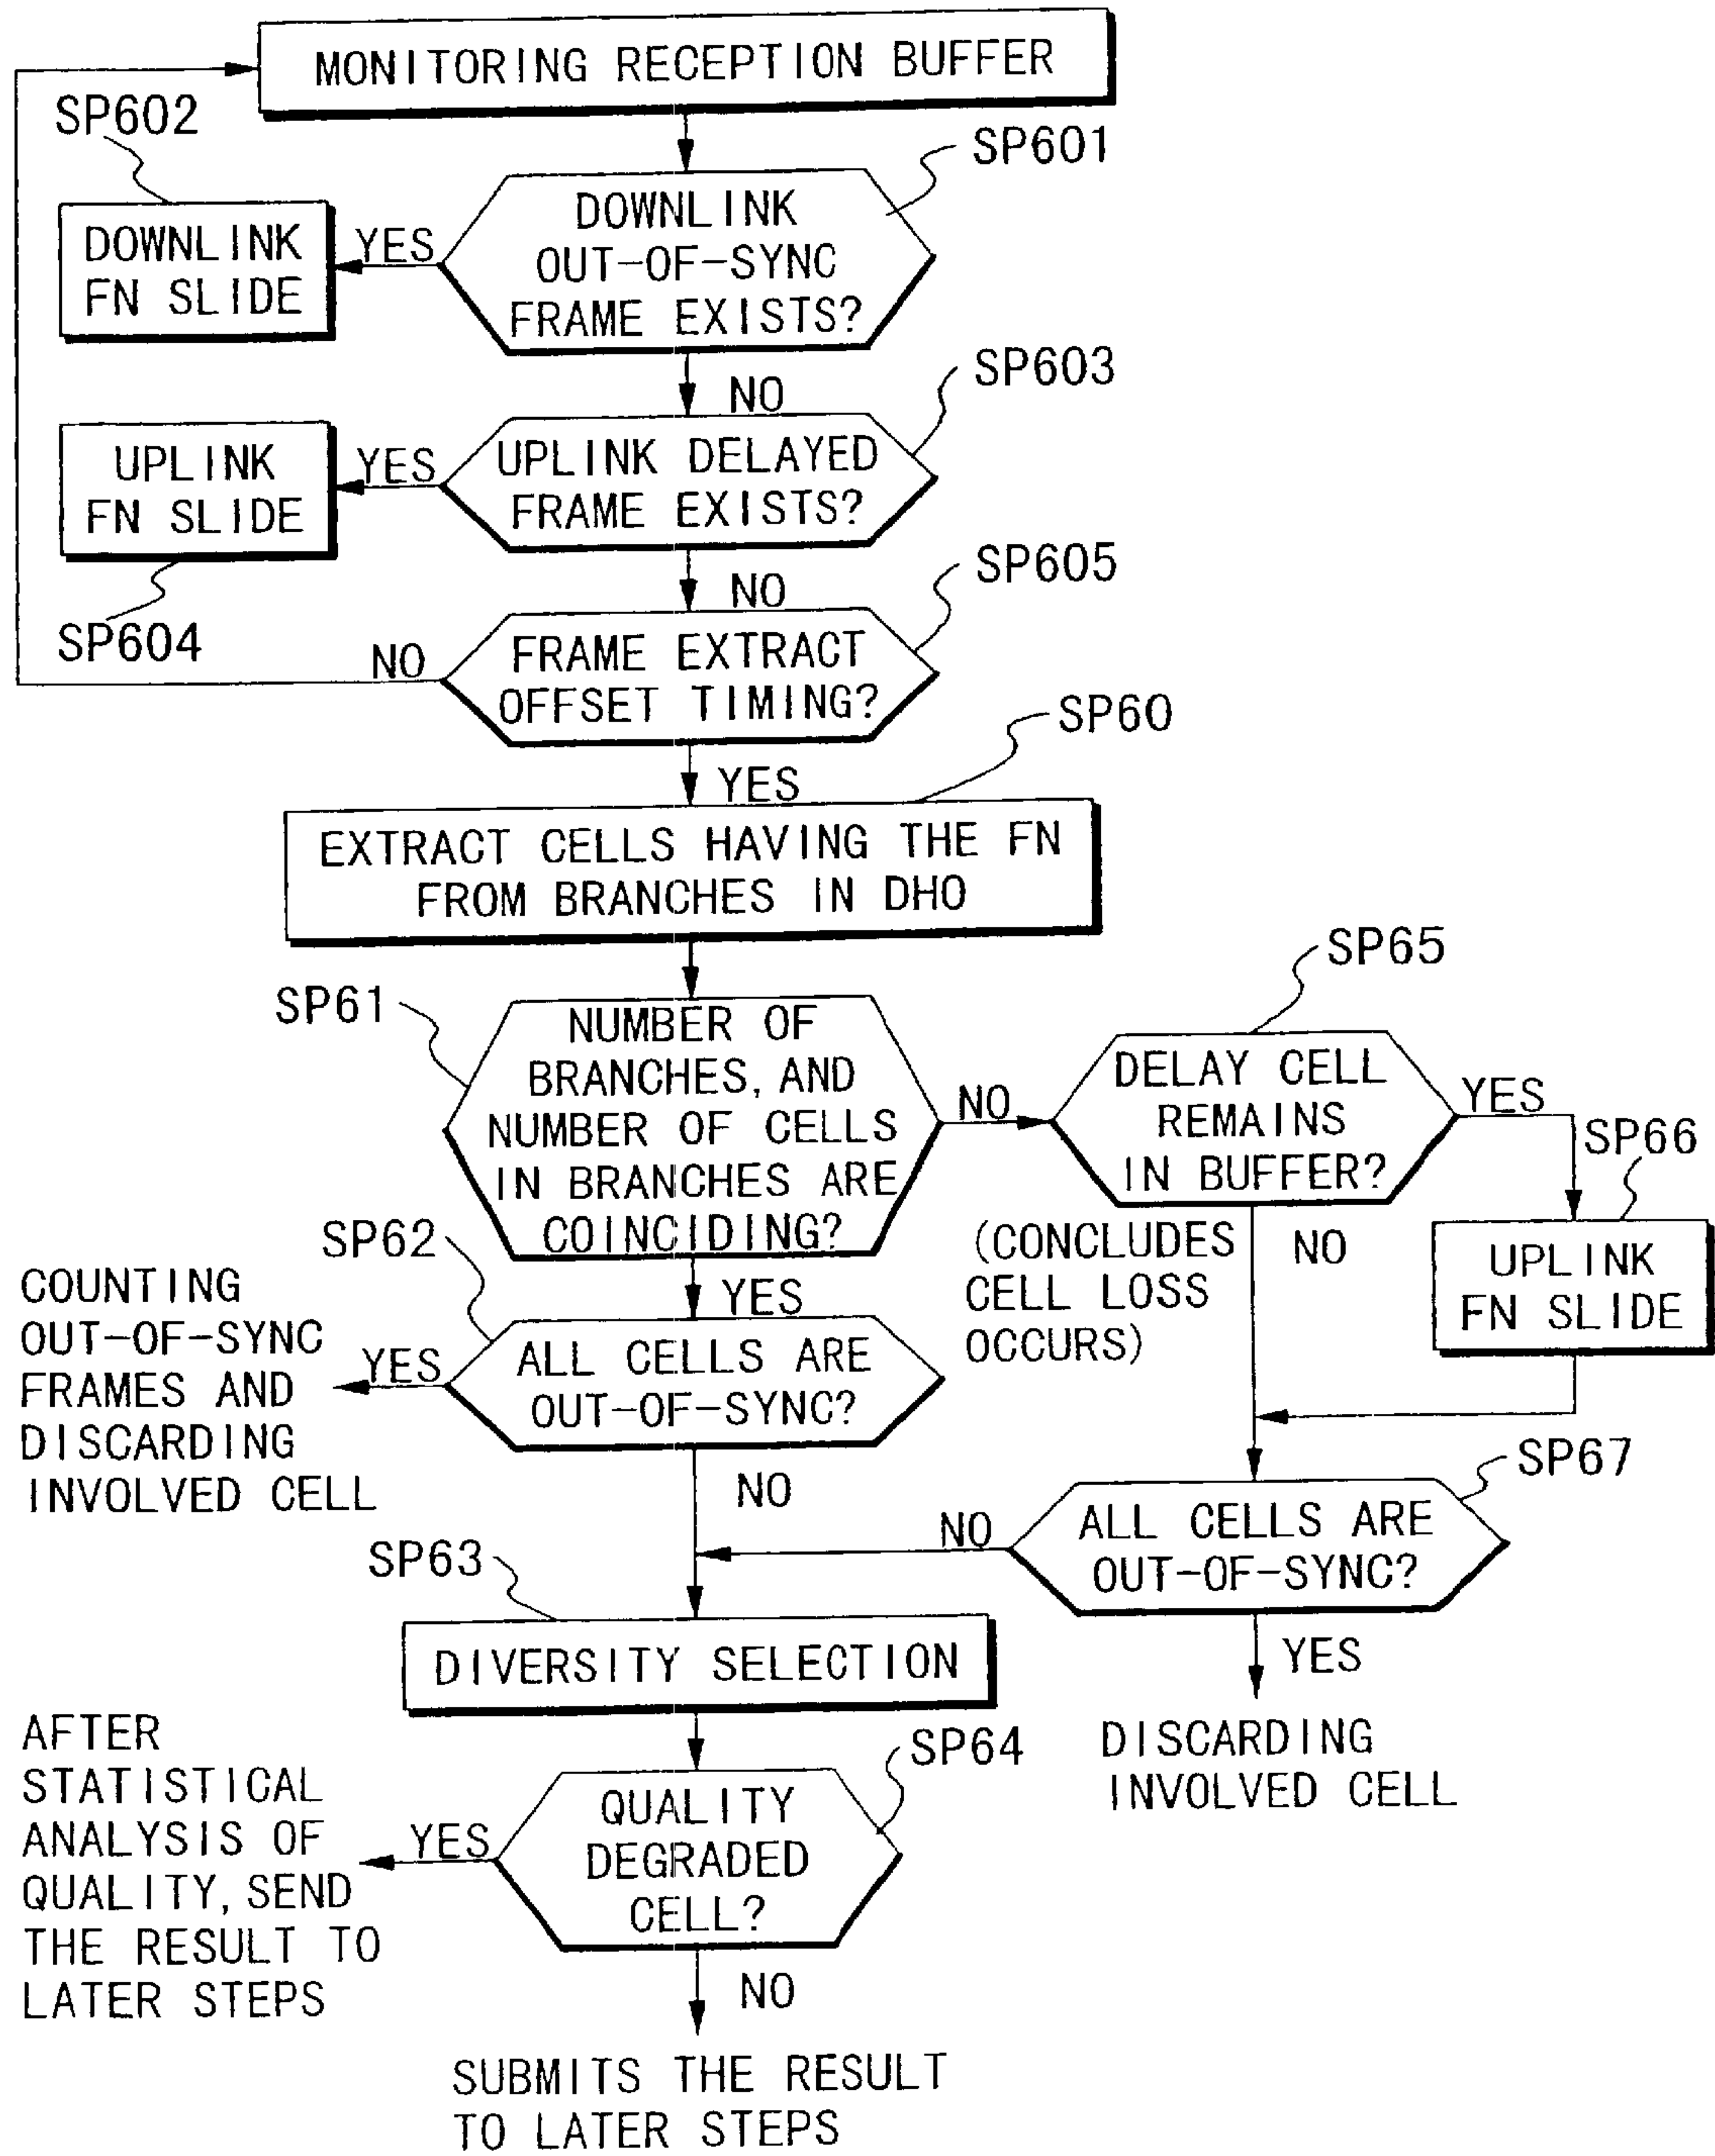 MONITORING RECEPTION BUFFER
SP602
SP601
DOWNLINK
OUT-OF-SYNC
FRAME EXISTS?
YES
DOWNLINK
FN SLIDE
NO
SP603
UPLINK DELAYED
FRAME EXISTS?
YES
UPLINK
FN SLIDE
SP604
NO
SP605
FRAME EXTRACT
OFFSET TIMING?
NO
YES
SP60
EXTRACT CELLS HAVING THE FN
FROM BRANCHES IN DHO
SP61
NUMBER OF
BRANCHES, AND
NUMBER OF CELLS
IN BRANCHES ARE
COINCIDING?
NO
SP65
DELAY CELL
REMAINS
IN BUFFER?
YES
SP66
UPLINK
FN SLIDE
(CONCLUDES
CELL LOSS
OCCURS)
NO
YES
SP62
ALL CELLS ARE
OUT-OF-SYNC?
YES
COUNTING
OUT-OF-SYNC
FRAMES AND
DISCARDING
INVOLVED CELL
NO
SP67
ALL CELLS ARE
OUT-OF-SYNC?
NO
YES
DISCARDING
INVOLVED CELL
SP63
DIVERSITY SELECTION
SP64
QUALITY
DEGRADED
CELL?
YES
AFTER
STATISTICAL
ANALYSIS OF
QUALITY, SEND
THE RESULT TO
LATER STEPS
NO
SUBMITS THE RESULT
TO LATER STEPS